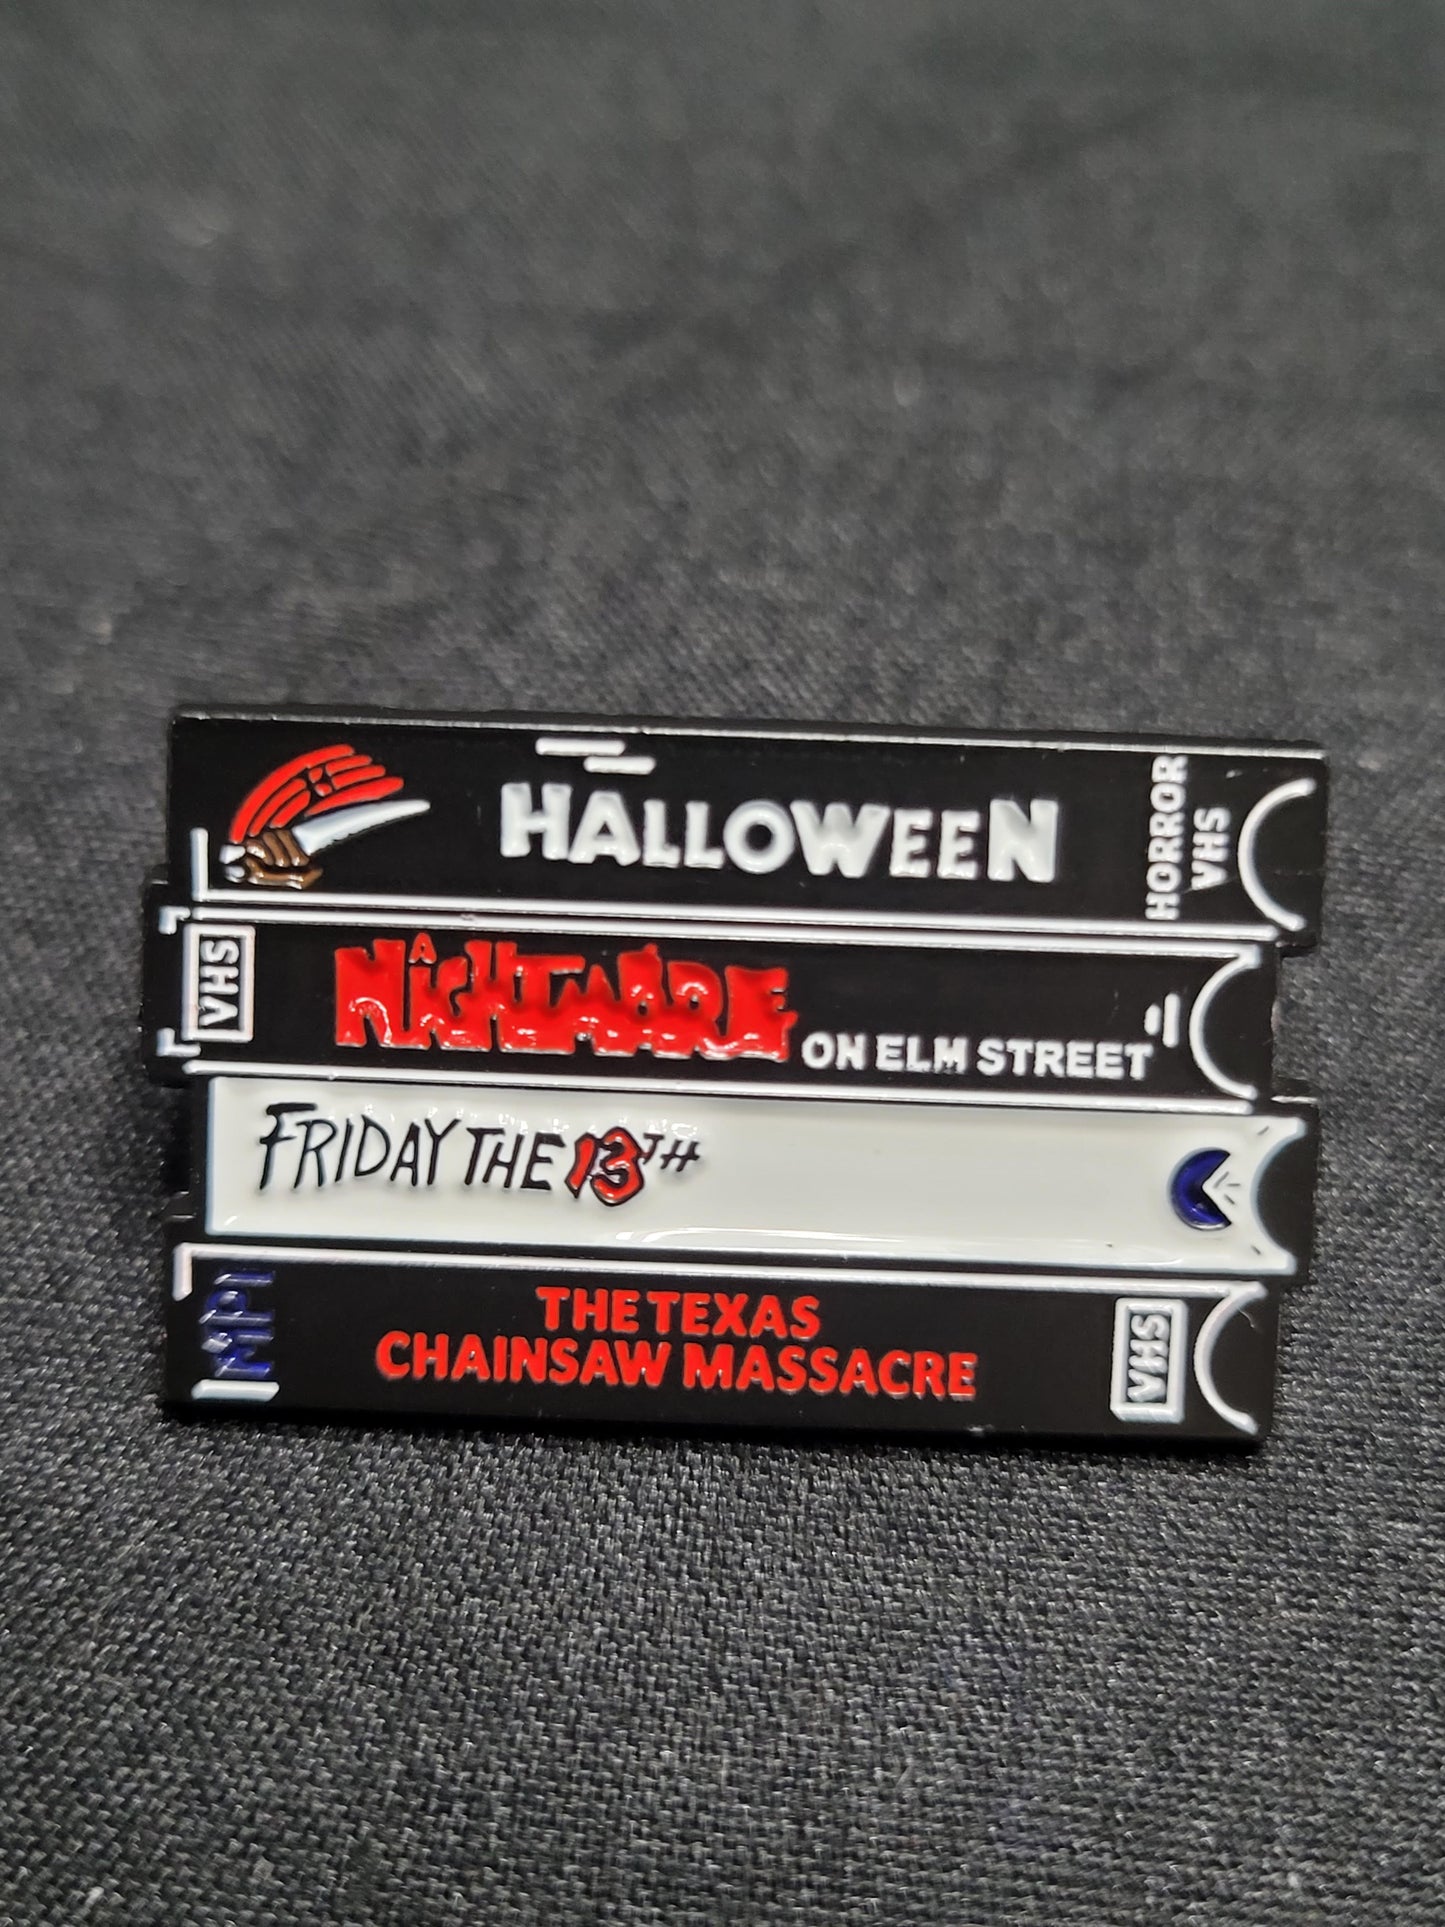 HALLOWEEN
HORROR
VHS
VHS
A
NIGHTMARE
ON ELM STREET
FRIDAY THE 13TH
MPI
THE TEXAS
CHAINSAW MASSACRE
VHS